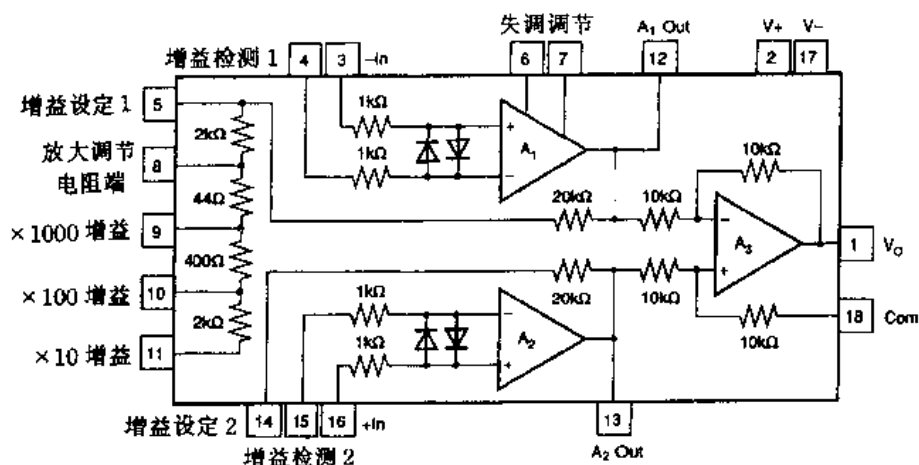 失调调节
A₁ Out
V+
V−
增益检测 1
4
3
−In
6
7
12
2
17
增益设定 1
5
1kΩ
2kΩ
1kΩ
+
−
A₁
放大调节
电阻端
8
44Ω
20kΩ
10kΩ
10kΩ
×1000 增益
9
−
+
A₃
1
V₀
400Ω
×100 增益
10
20kΩ
10kΩ
1kΩ
2kΩ
1kΩ
−
+
A₂
10kΩ
18
Com
×10 增益
11
增益设定 2
14
15
16
+In
13
增益检测 2
A₂ Out